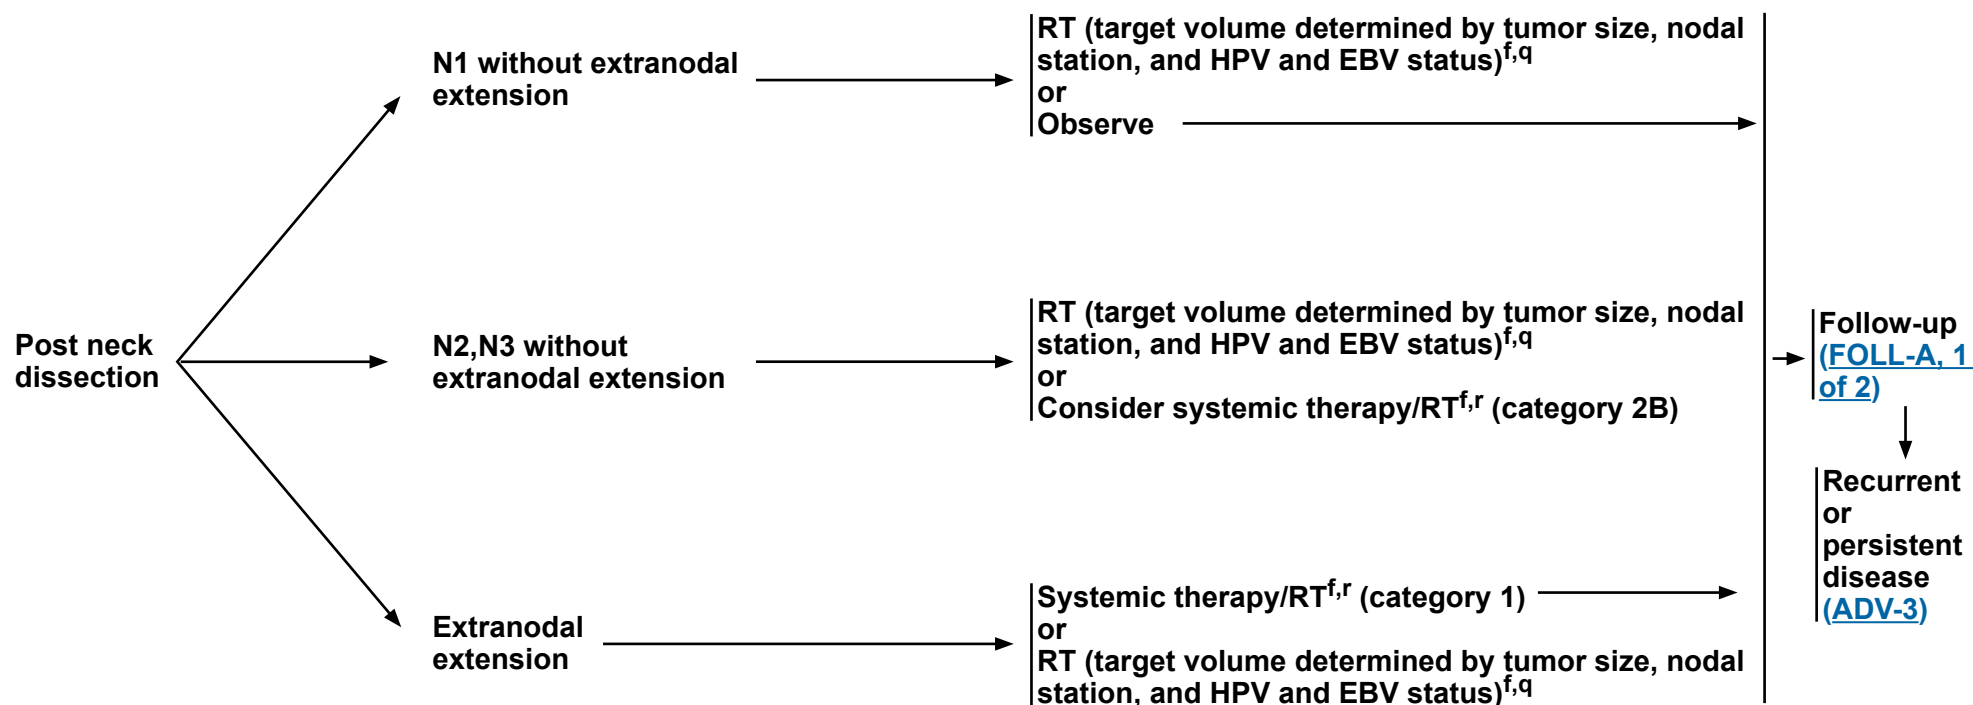 N1 without extranodal
extension
RT (target volume determined by tumor size, nodal
station, and HPV and EBV status)f,q
or
Observe
Post neck
dissection
N2,N3 without
extranodal extension
RT (target volume determined by tumor size, nodal
station, and HPV and EBV status)f,q
or
Consider systemic therapy/RTf,r (category 2B)
Extranodal
extension
Systemic therapy/RTf,r (category 1)
or
RT (target volume determined by tumor size, nodal
station, and HPV and EBV status)f,q
Follow-up
(FOLL-A, 1
of 2)
Recurrent
or
persistent
disease
(ADV-3)